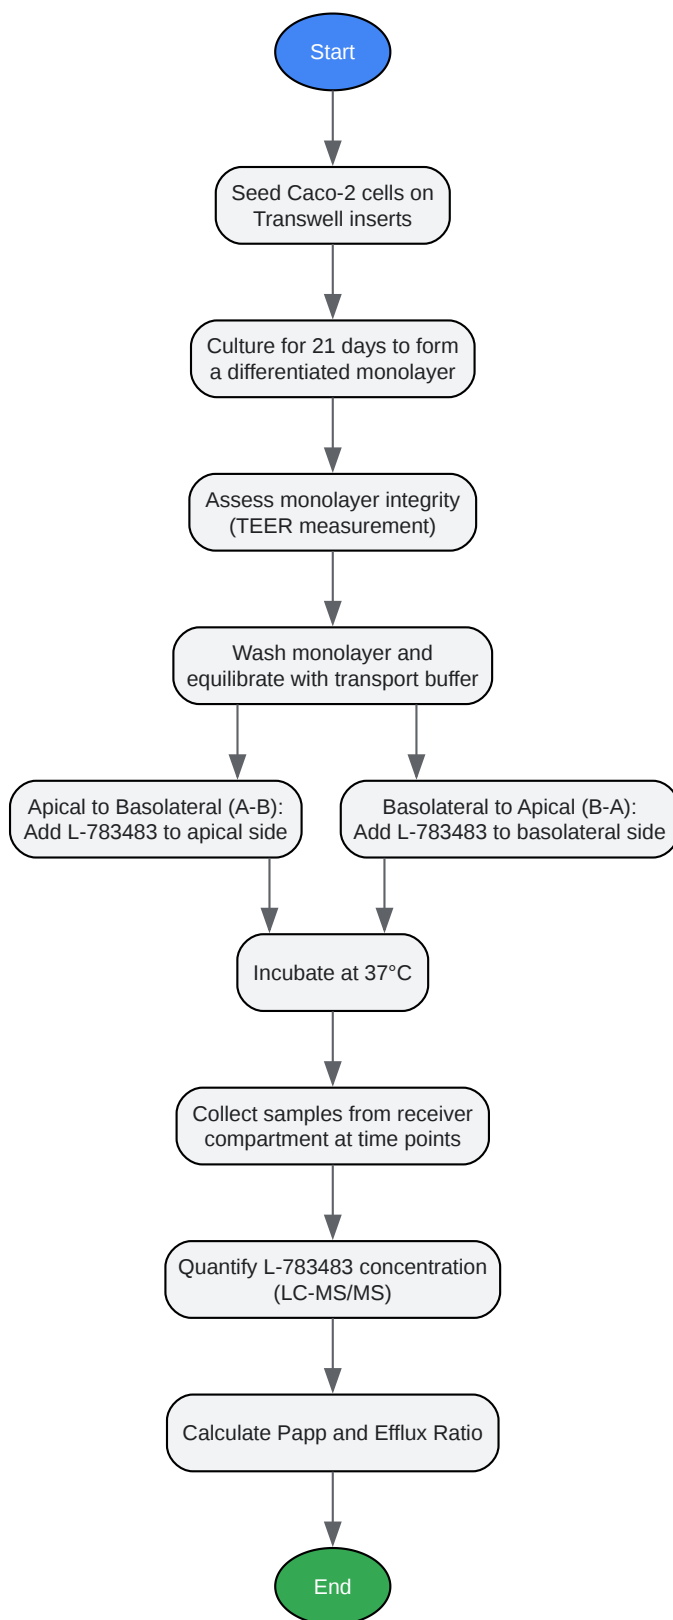 Start
Seed Caco-2 cells on
Transwell inserts
Culture for 21 days to form
a differentiated monolayer
Assess monolayer integrity
(TEER measurement)
Wash monolayer and
equilibrate with transport buffer
Apical to Basolateral (A-B):
Add L-783483 to apical side
Basolateral to Apical (B-A):
Add L-783483 to basolateral side
Incubate at 37°C
Collect samples from receiver
compartment at time points
Quantify L-783483 concentration
(LC-MS/MS)
Calculate Papp and Efflux Ratio
End